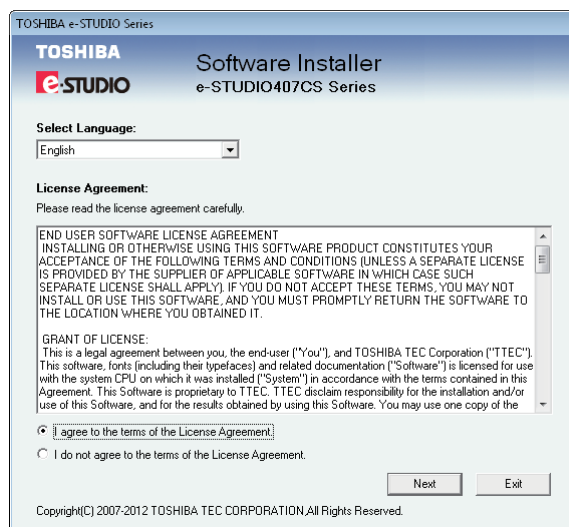 TOSHIBA e-STUDIO Series
TOSHIBA
e-STUDIO
Software Installer
e-STUDIO407CS Series
Select Language:
English
License Agreement:
Please read the license agreement carefully.
END USER SOFTWARE LICENSE AGREEMENT
INSTALLING OR OTHERWISE USING THIS SOFTWARE PRODUCT CONSTITUTES YOUR
ACCEPTANCE OF THE FOLLOWING TERMS AND CONDITIONS (UNLESS A SEPARATE LICENSE
IS PROVIDED BY THE SUPPLIER OF APPLICABLE SOFTWARE IN WHICH CASE SUCH
SEPARATE LICENSE SHALL APPLY). IF YOU DO NOT ACCEPT THESE TERMS, YOU MAY NOT
INSTALL OR USE THIS SOFTWARE, AND YOU MUST PROMPTLY RETURN THE SOFTWARE TO
THE LOCATION WHERE YOU OBTAINED IT.
GRANT OF LICENSE:
This is a legal agreement between you, the end-user ("You"), and TOSHIBA TEC Corporation ("TTEC").
This software, fonts (including their typefaces) and related documentation ("Software") is licensed for use
with the system CPU on which it was installed ("System") in accordance with the terms contained in this
Agreement. This Software is proprietary to TTEC. TTEC disclaim responsibility for the installation and/or
use of this Software, and for the results obtained by using this Software. You may use one copy of the
I agree to the terms of the License Agreement.
I do not agree to the terms of the License Agreement.
Next
Exit
Copyright(C) 2007-2012 TOSHIBA TEC CORPORATION,All Rights Reserved.